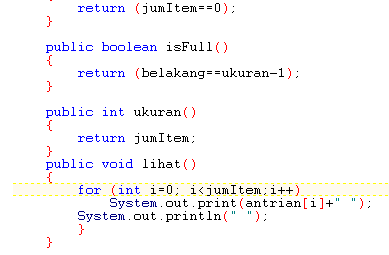 return (jumItem==0);
}
public boolean isFull()
{
return (belakang==ukuran-1);
}
public int ukuran()
{
return jumItem;
}
public void lihat()
{
for (int i=0; i<jumItem;i++)
System.out.print(antrian[i]+" ");
System.out.println(" ");
}
}